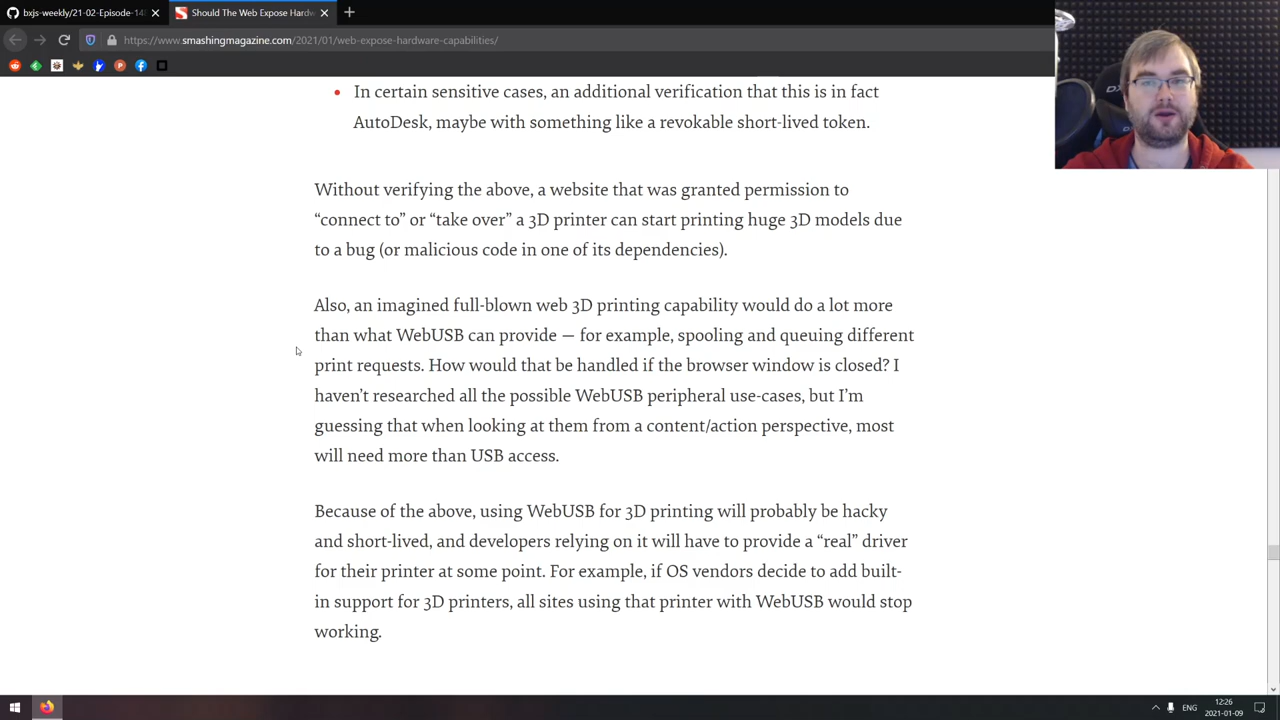 bxjs-weekly/21-02-Episode-14
Should The Web Expose Hardw
https://www.smashingmagazine.com/2021/01/web-expose-hardware-capabilities/
In certain sensitive cases, an additional verification that this is in fact
AutoDesk, maybe with something like a revokable short-lived token.
Without verifying the above, a website that was granted permission to
“connect to” or “take over” a 3D printer can start printing huge 3D models due
to a bug (or malicious code in one of its dependencies).
Also, an imagined full-blown web 3D printing capability would do a lot more
than what WebUSB can provide — for example, spooling and queuing different
print requests. How would that be handled if the browser window is closed? I
haven’t researched all the possible WebUSB peripheral use-cases, but I’m
guessing that when looking at them from a content/action perspective, most
will need more than USB access.
Because of the above, using WebUSB for 3D printing will probably be hacky
and short-lived, and developers relying on it will have to provide a “real” driver
for their printer at some point. For example, if OS vendors decide to add built-
in support for 3D printers, all sites using that printer with WebUSB would stop
working.
ENG
12:26
2021-01-09